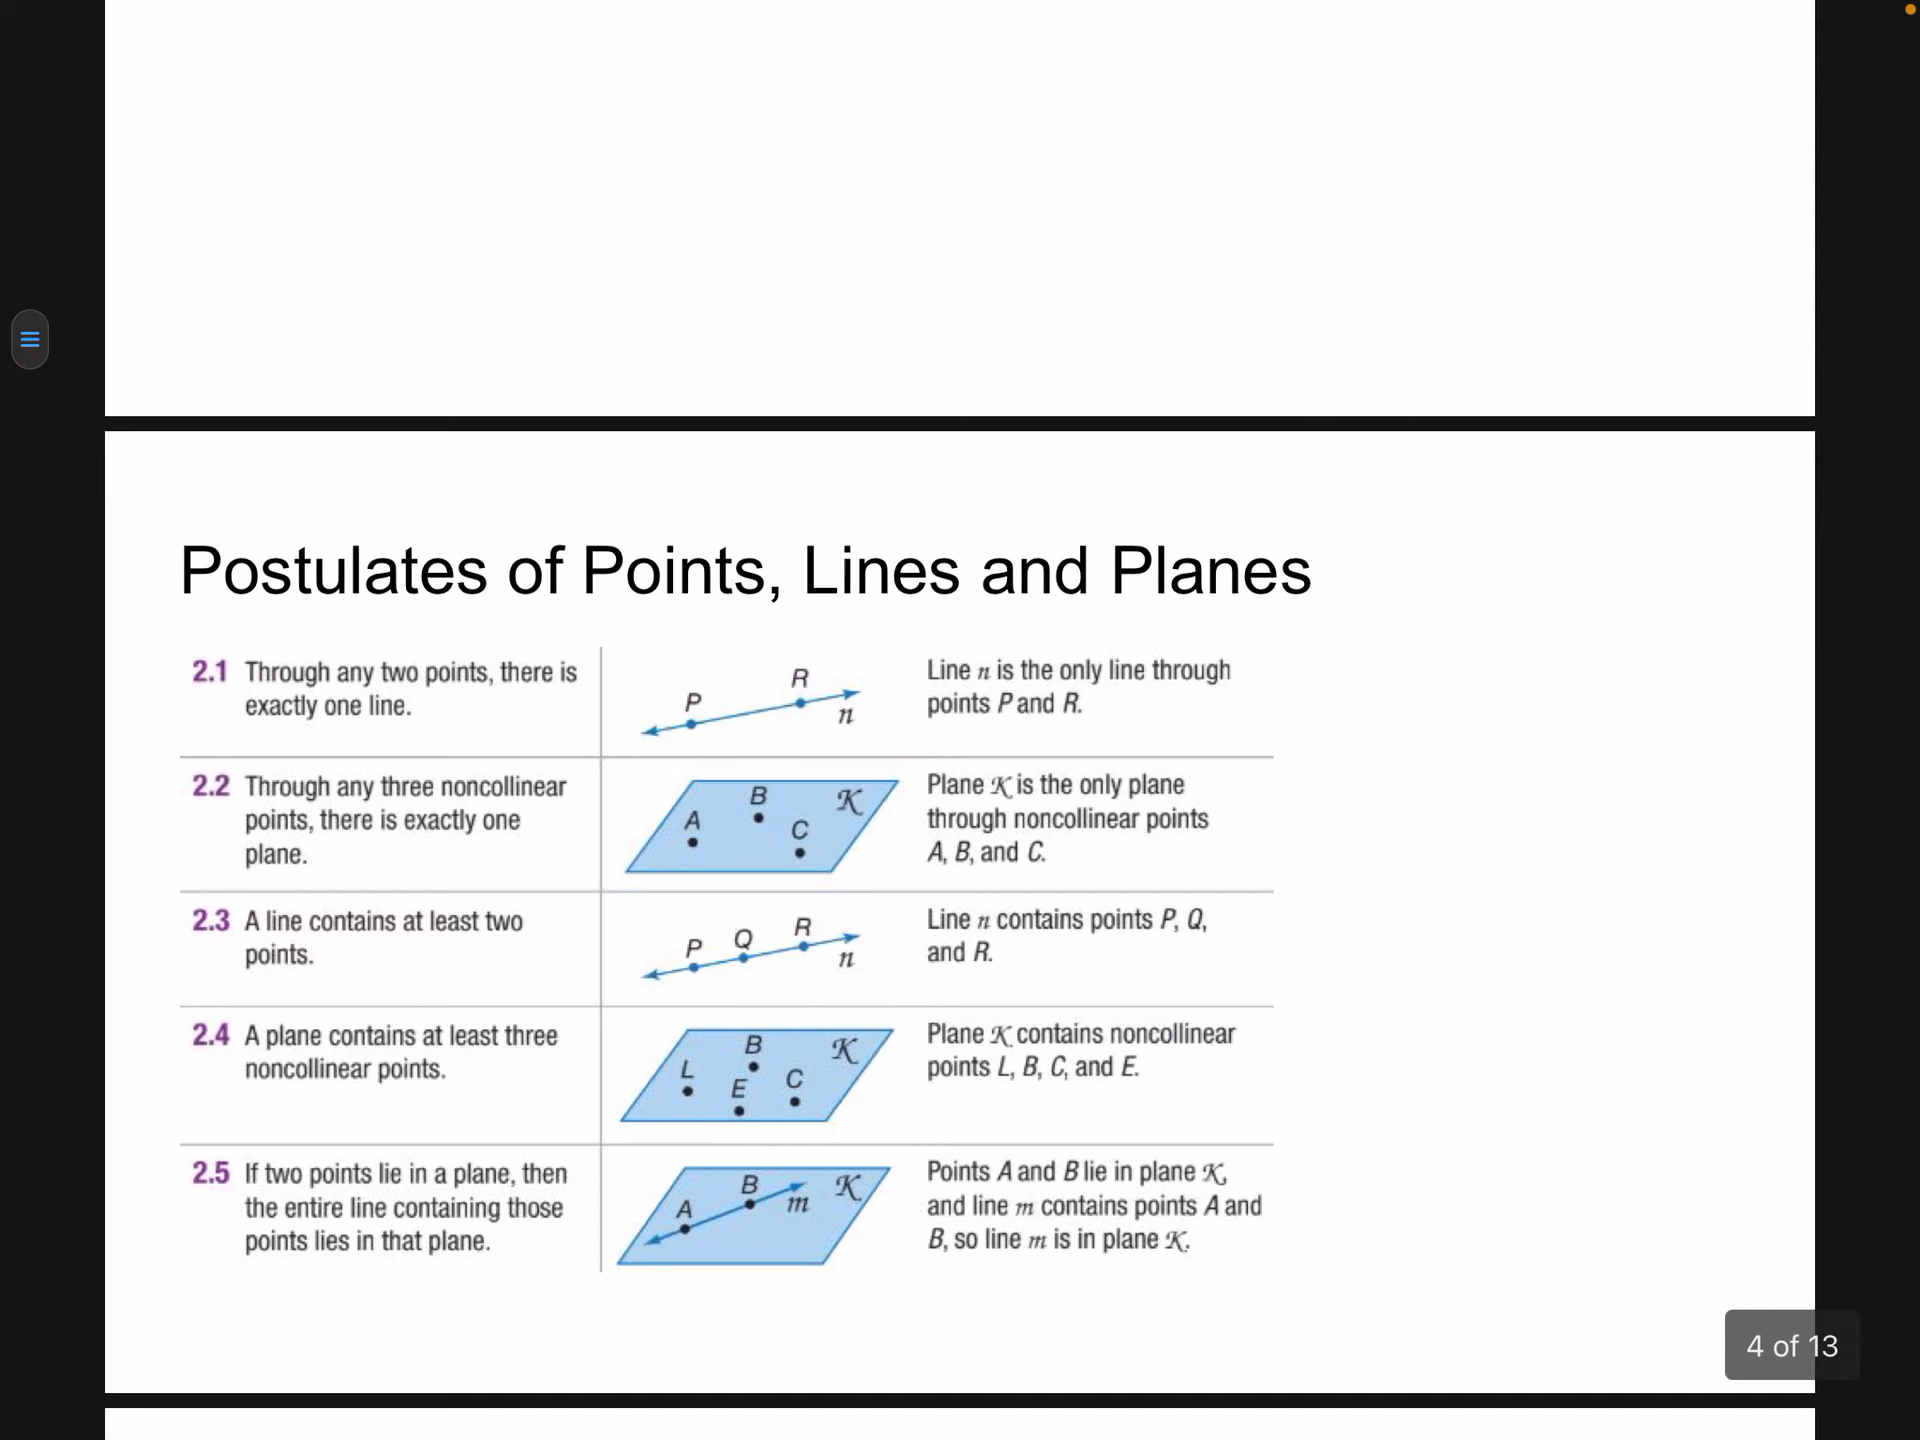 Postulates of Points, Lines and Planes
2.1 Through any two points, there is
exactly one line.
P
R
n
Line n is the only line through
points P and R.
2.2 Through any three noncollinear
points, there is exactly one
plane.
A
B
C
K
Plane K is the only plane
through noncollinear points
A, B, and C.
2.3 A line contains at least two
points.
P
Q
R
n
Line n contains points P, Q,
and R.
2.4 A plane contains at least three
noncollinear points.
L
B
E
C
K
Plane K contains noncollinear
points L, B, C, and E.
2.5 If two points lie in a plane, then
the entire line containing those
points lies in that plane.
A
B
m
K
Points A and B lie in plane K,
and line m contains points A and
B, so line m is in plane K.
4 of 13